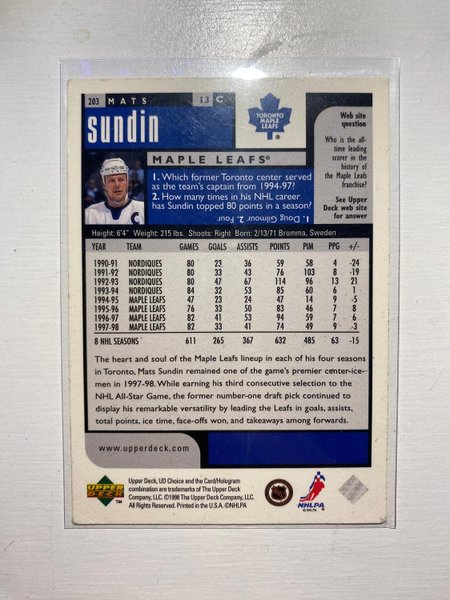 203 MATS 13 C
sundin
TORONTO
MAPLE
LEAFS
®
MAPLE LEAFS®
1. Which former Toronto center served
as the team's captain from 1994-97?
2. How many times in his NHL career
has Sundin topped 80 points in a season?
1. Doug Gilmour 2. Four
Web site
question
Who is the all-
time leading
scorer in the
history of
the Maple Leafs
franchise?
See Upper
Deck web site
for answer
Height: 6'4" Weight: 215 lbs. Shoots: Right Born: 2/13/71 Bromma, Sweden
YEAR TEAM GAMES GOALS ASSISTS POINTS PIM PPG +/-
1990-91 NORDIQUES 80 23 36 59 58 4 -24
1991-92 NORDIQUES 80 33 43 76 103 8 -19
1992-93 NORDIQUES 80 47 67 114 96 13 21
1993-94 NORDIQUES 84 32 53 85 60 6 1
1994-95 MAPLE LEAFS 47 23 24 47 14 9 -5
1995-96 MAPLE LEAFS 76 33 50 83 46 7 8
1996-97 MAPLE LEAFS 82 41 53 94 59 7 6
1997-98 MAPLE LEAFS 82 33 41 74 49 9 -3
8 NHL SEASONS 611 265 367 632 485 63 -15
The heart and soul of the Maple Leafs lineup in each of his four seasons
in Toronto, Mats Sundin remained one of the game's premier center-ice-
men in 1997-98. While earning his third consecutive selection to the
NHL All-Star Game, the former number-one draft pick continued to
display his remarkable versatility by leading the Leafs in goals, assists,
total points, ice time, face-offs won, and takeaways among forwards.
www.upperdeck.com
UPPER
DECK
TM
Upper Deck, UD Choice and the Card/Hologram
combination are trademarks of The Upper Deck
Company, LLC. ©1998 The Upper Deck Company, LLC.
All Rights Reserved. Printed in the U.S.A. ©NHLPA
NHL
NHLPA